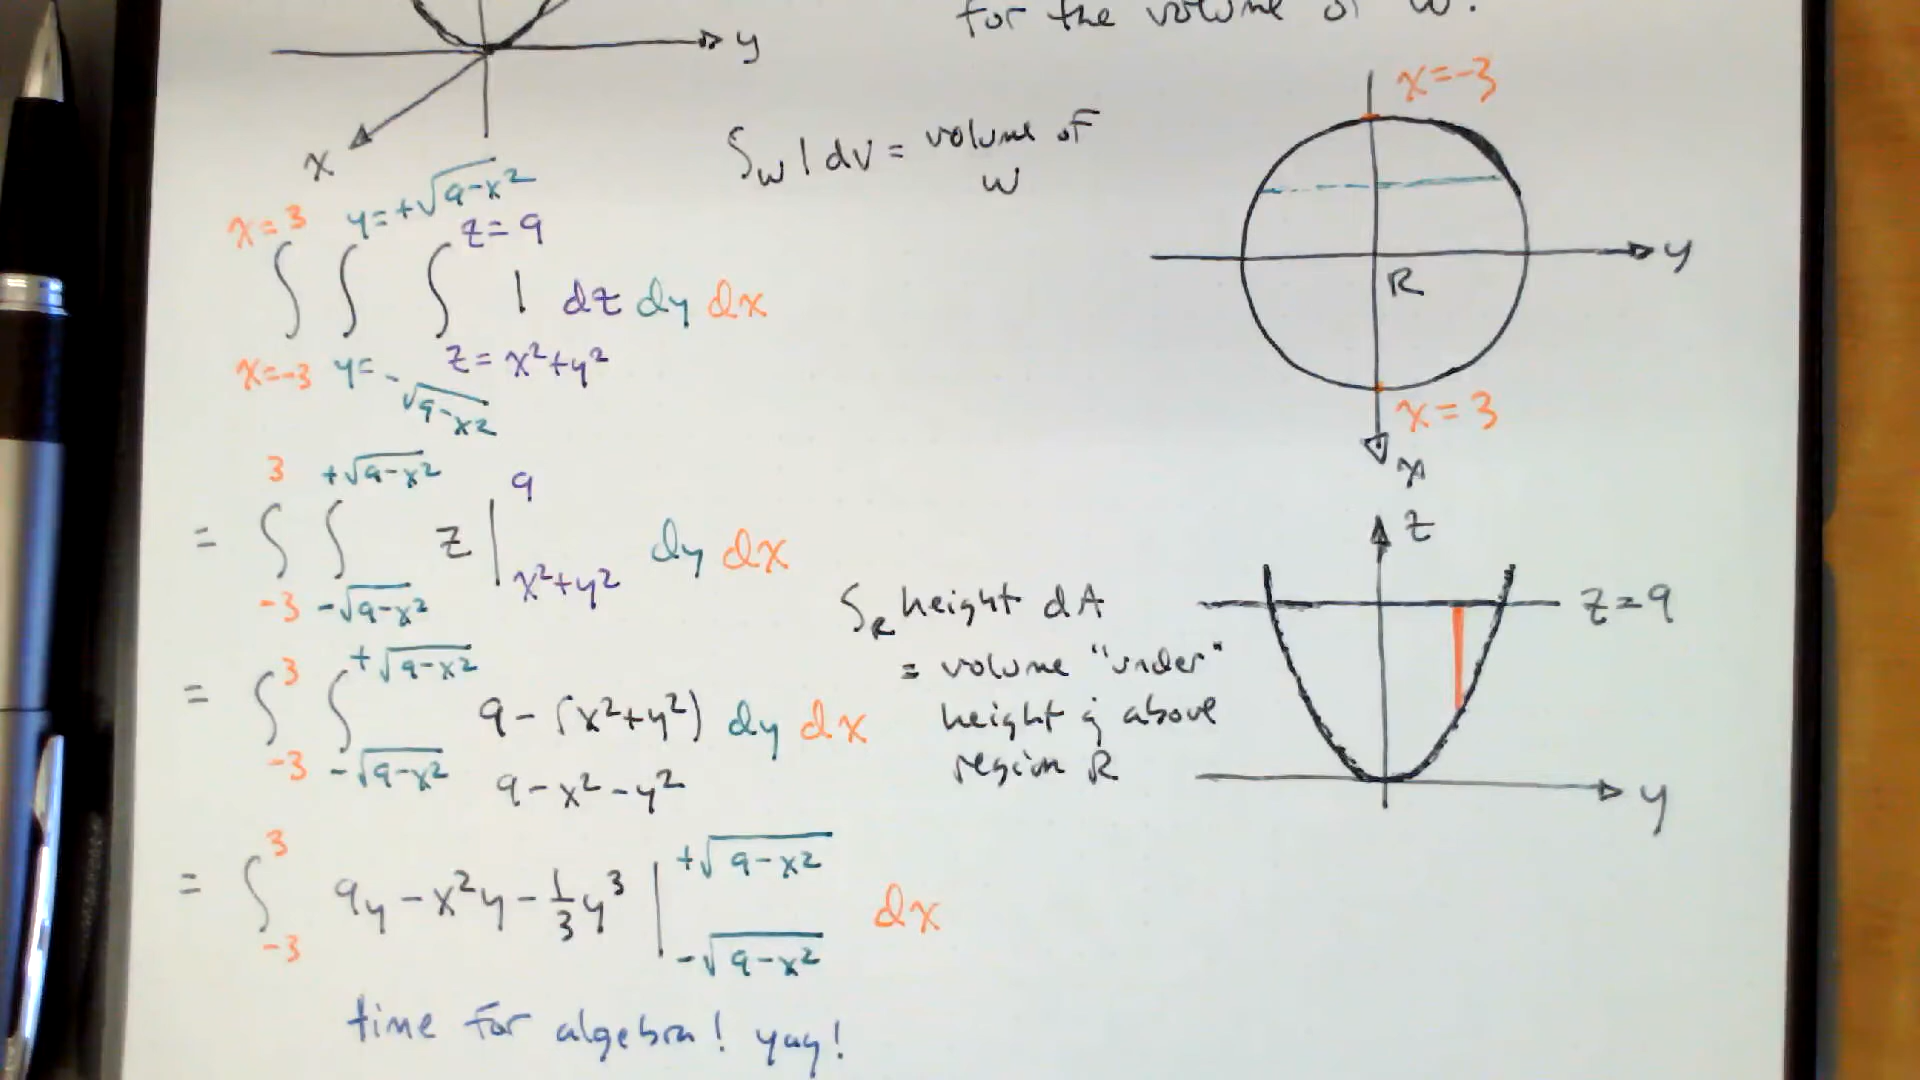 for the volume of W.
y
x
∫_W 1 dV = volume of W
x=-3
y
R
x=3
x
x=3 y=+√(9-x²) z=9
∫ ∫ ∫ 1 dz dy dx
x=-3 y=-√(9-x²) z=x²+y²
3 +√(9-x²) 9
= ∫ ∫ z | dy dx
-3 -√(9-x²) x²+y²
z
z=9
y
∫_R height dA
= volume "under"
height & above
region R
3 +√(9-x²)
= ∫ ∫ 9-(x²+y²) dy dx
-3 -√(9-x²) 9-x²-y²
3 +√(9-x²)
= ∫ 9y-x²y-⅓y³ | dx
-3 -√(9-x²)
time for algebra! yay!